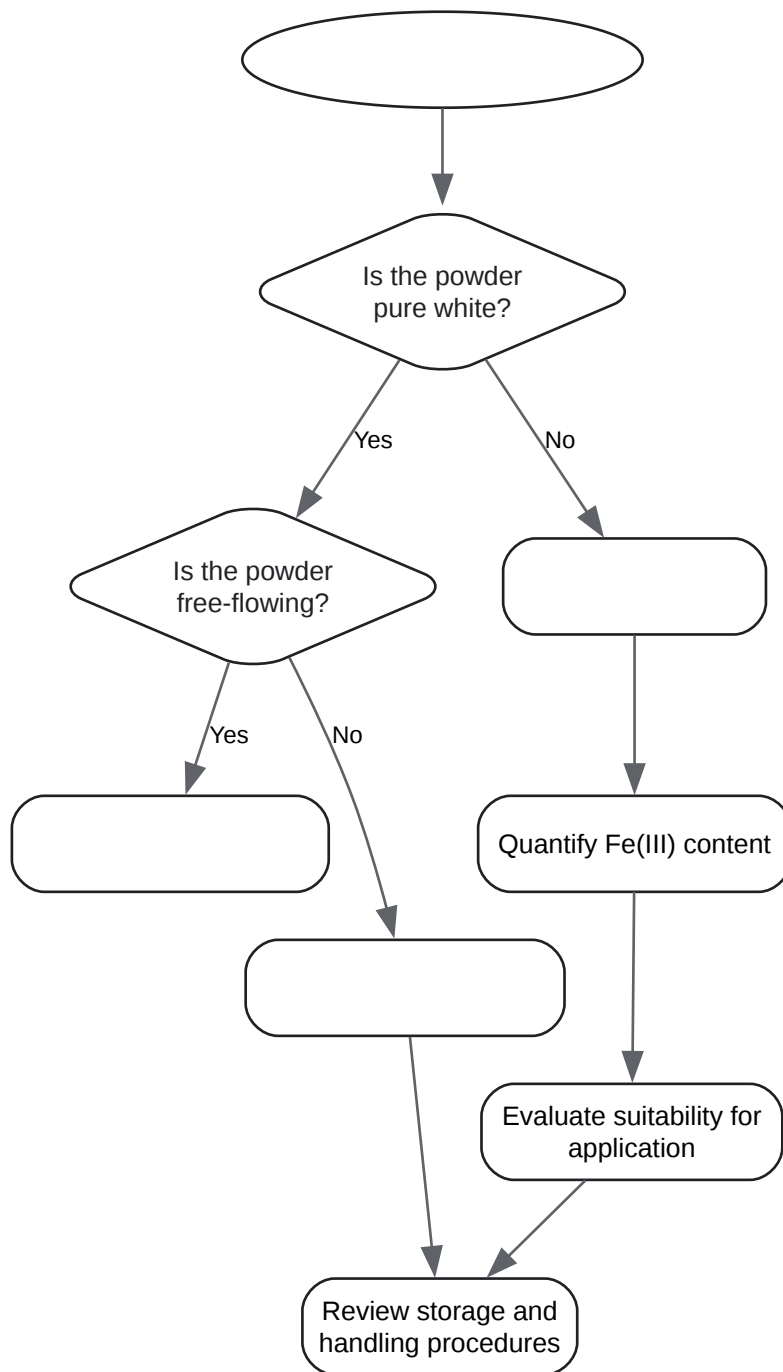 Is the powder
pure white?
Yes
No
Is the powder
free-flowing?
Yes
No
Quantify Fe(III) content
Evaluate suitability for
application
Review storage and
handling procedures